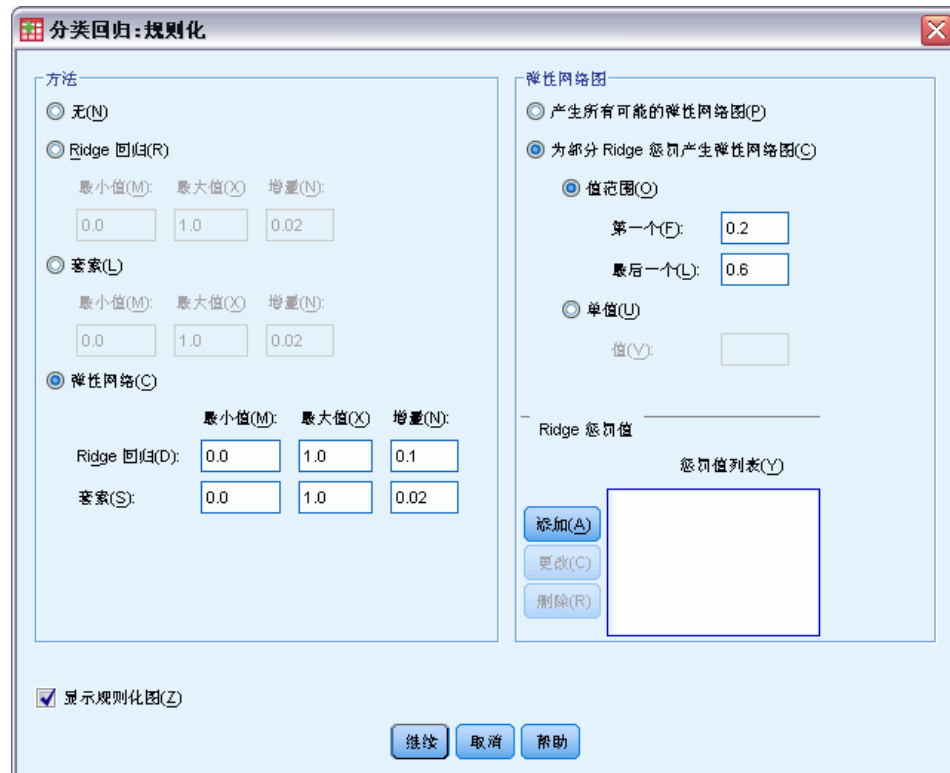 分类回归:规则化
方法
无(N)
Ridge 回归(R)
最小值(M): 最大值(X) 增量(N):
0.0 1.0 0.02
套索(L)
最小值(M): 最大值(X) 增量(N):
0.0 1.0 0.02
弹性网络(C)
最小值(M): 最大值(X) 增量(N):
Ridge 回归(D): 0.0 1.0 0.1
套索(S): 0.0 1.0 0.02
弹性网络图
产生所有可能的弹性网络图(P)
为部分 Ridge 惩罚产生弹性网络图(C)
值范围(O)
第一个(F): 0.2
最后一个(L): 0.6
单值(U)
值(V):
Ridge 惩罚值
惩罚值列表(Y)
添加(A)
更改(C)
删除(R)
显示规则化图(Z)
继续 取消 帮助